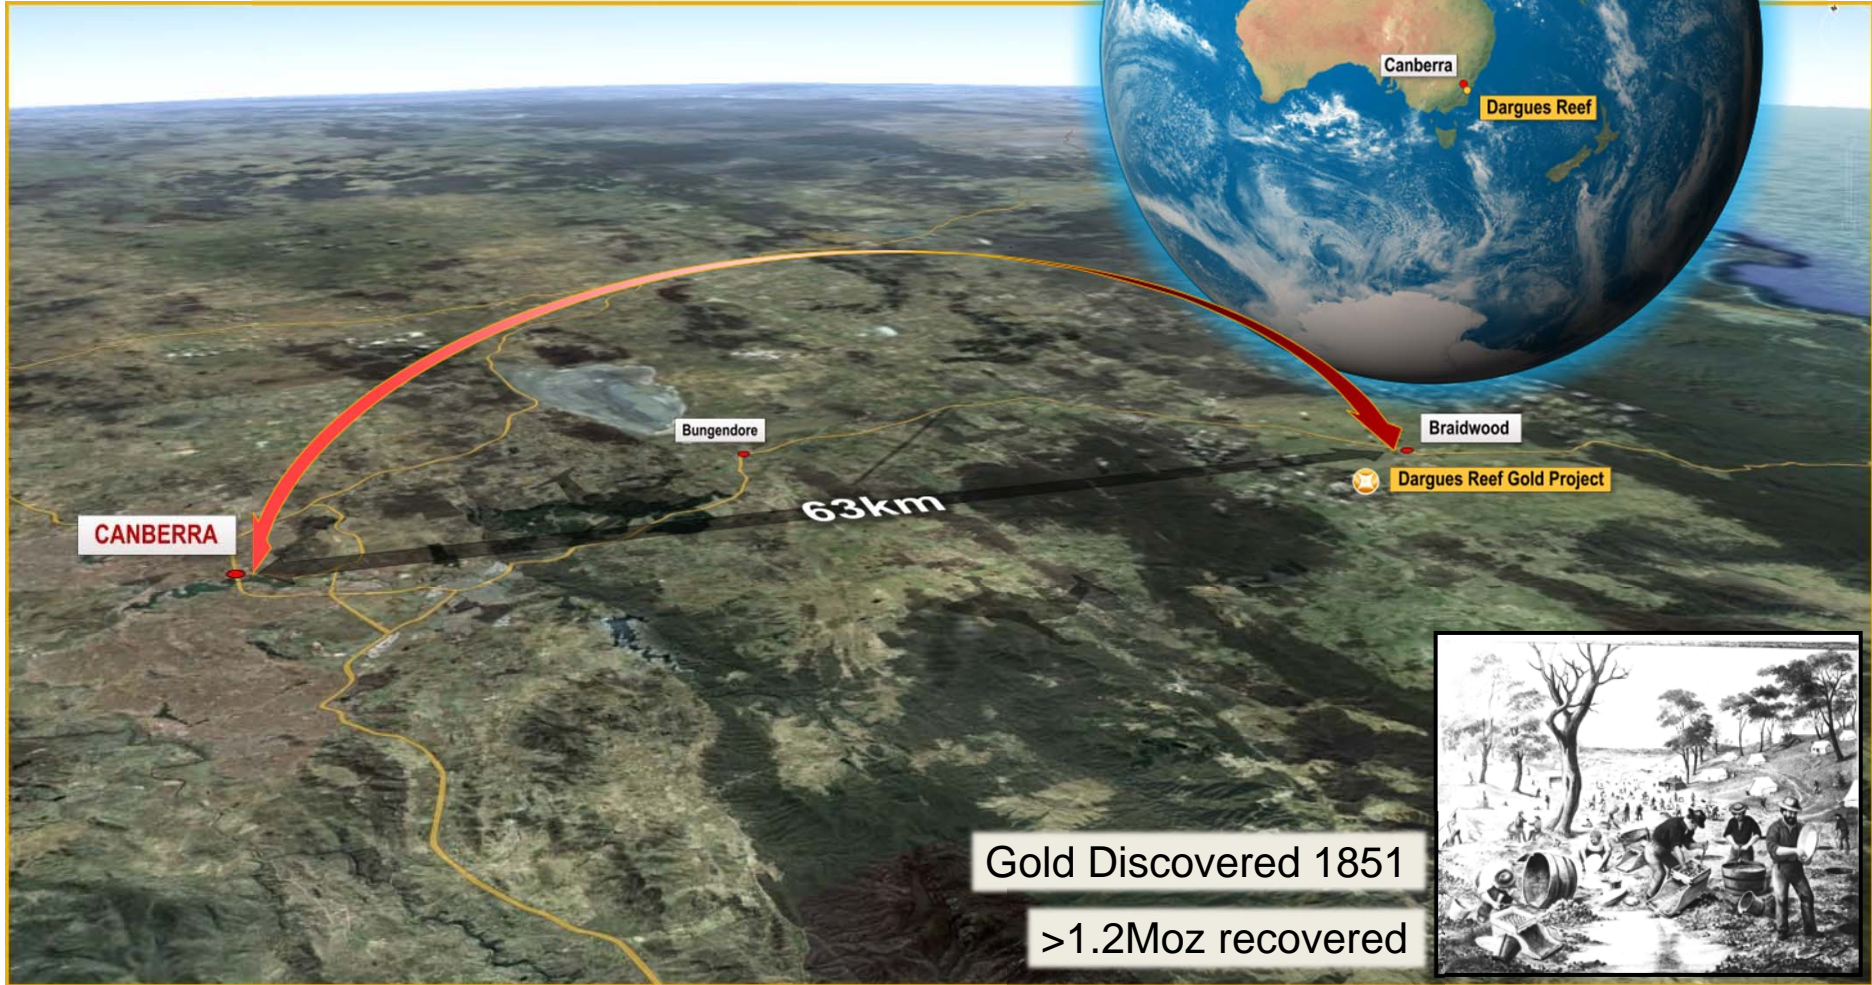 Canberra
Dargues Reef
Bungendore
Braidwood
Dargues Reef Gold Project
63km
CANBERRA
Gold Discovered 1851
>1.2Moz recovered